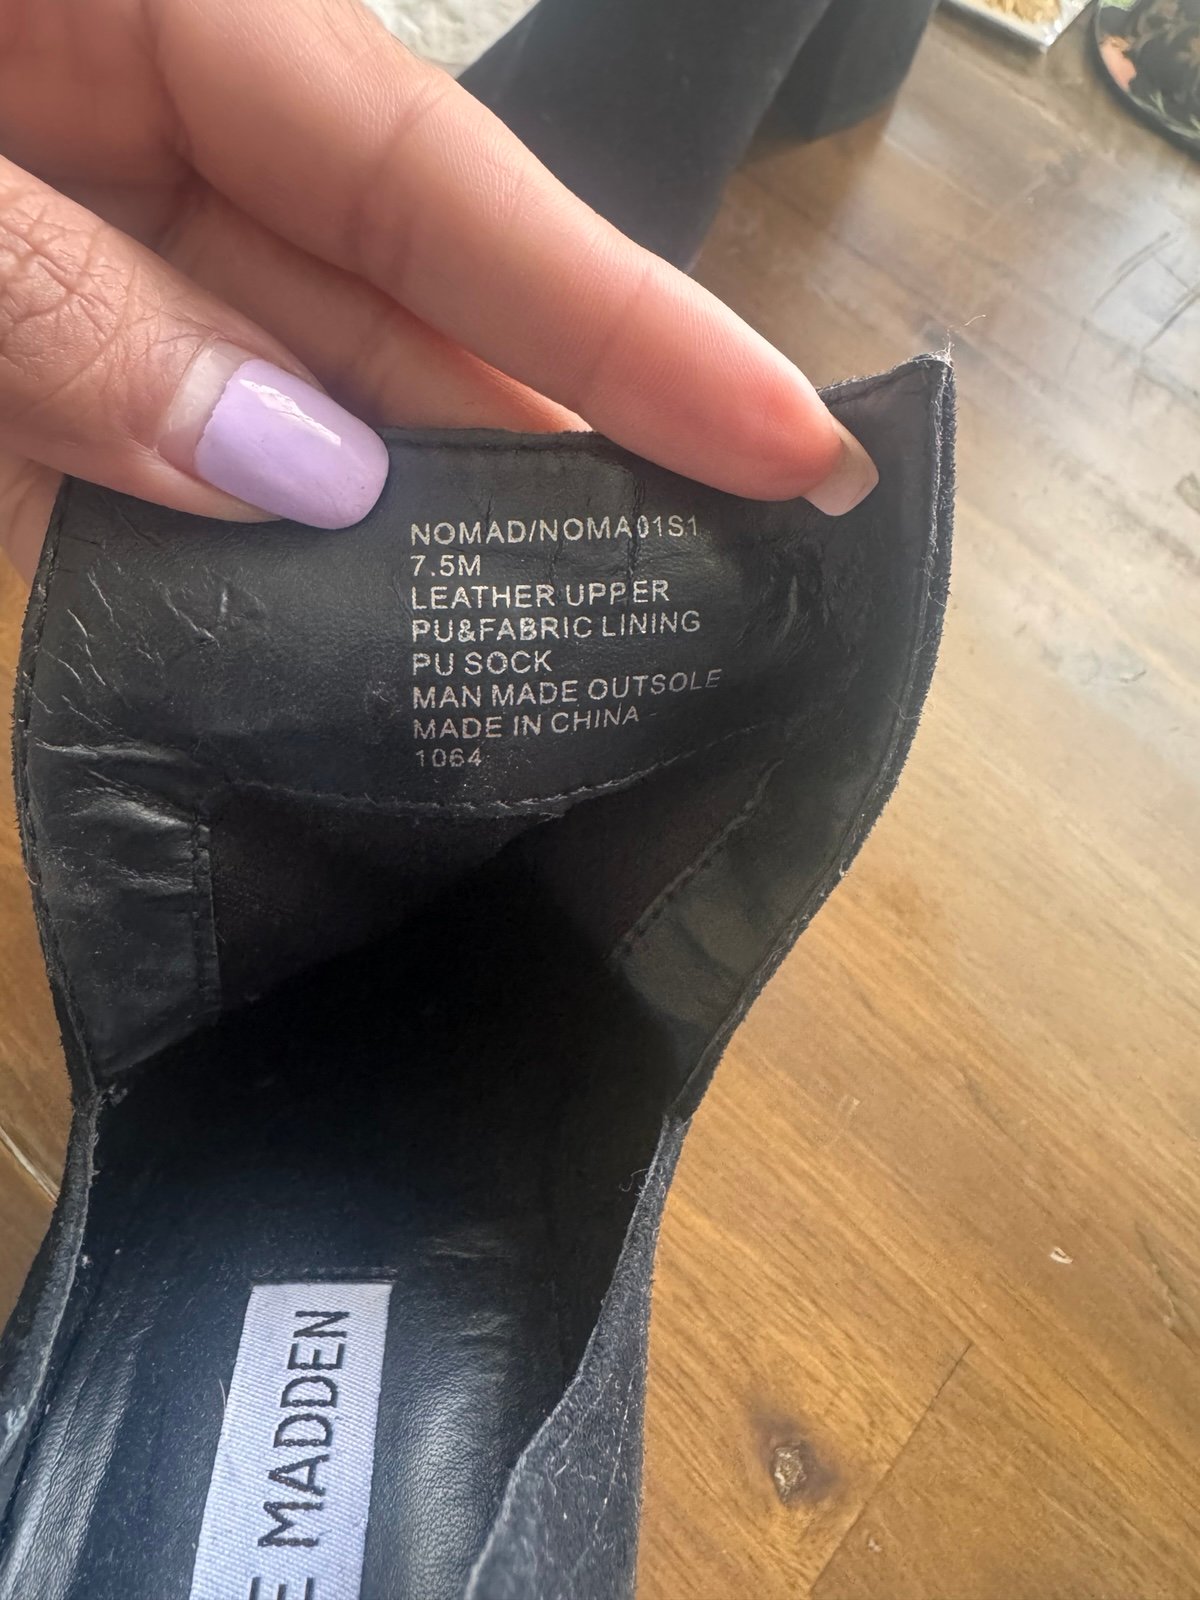 NOMAD/NOMA01S1
7.5M
LEATHER UPPER
PU&FABRIC LINING
PU SOCK
MAN MADE OUTSOLE
MADE IN CHINA
1064
E MADDEN